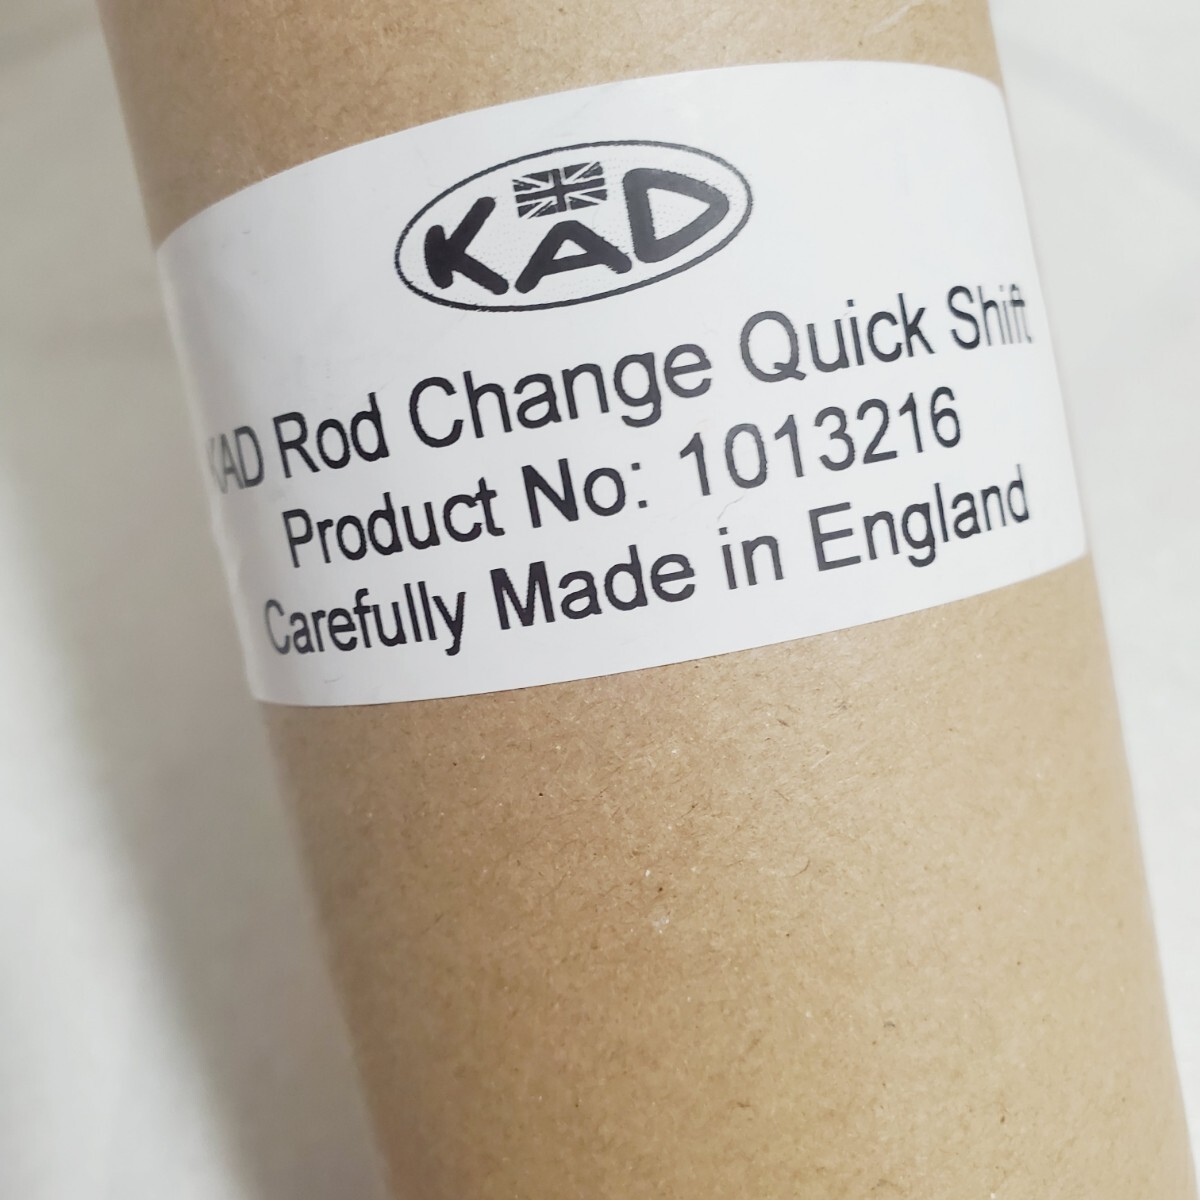 KAD
KAD Rod Change Quick Shift
Product No: 1013216
Carefully Made in England